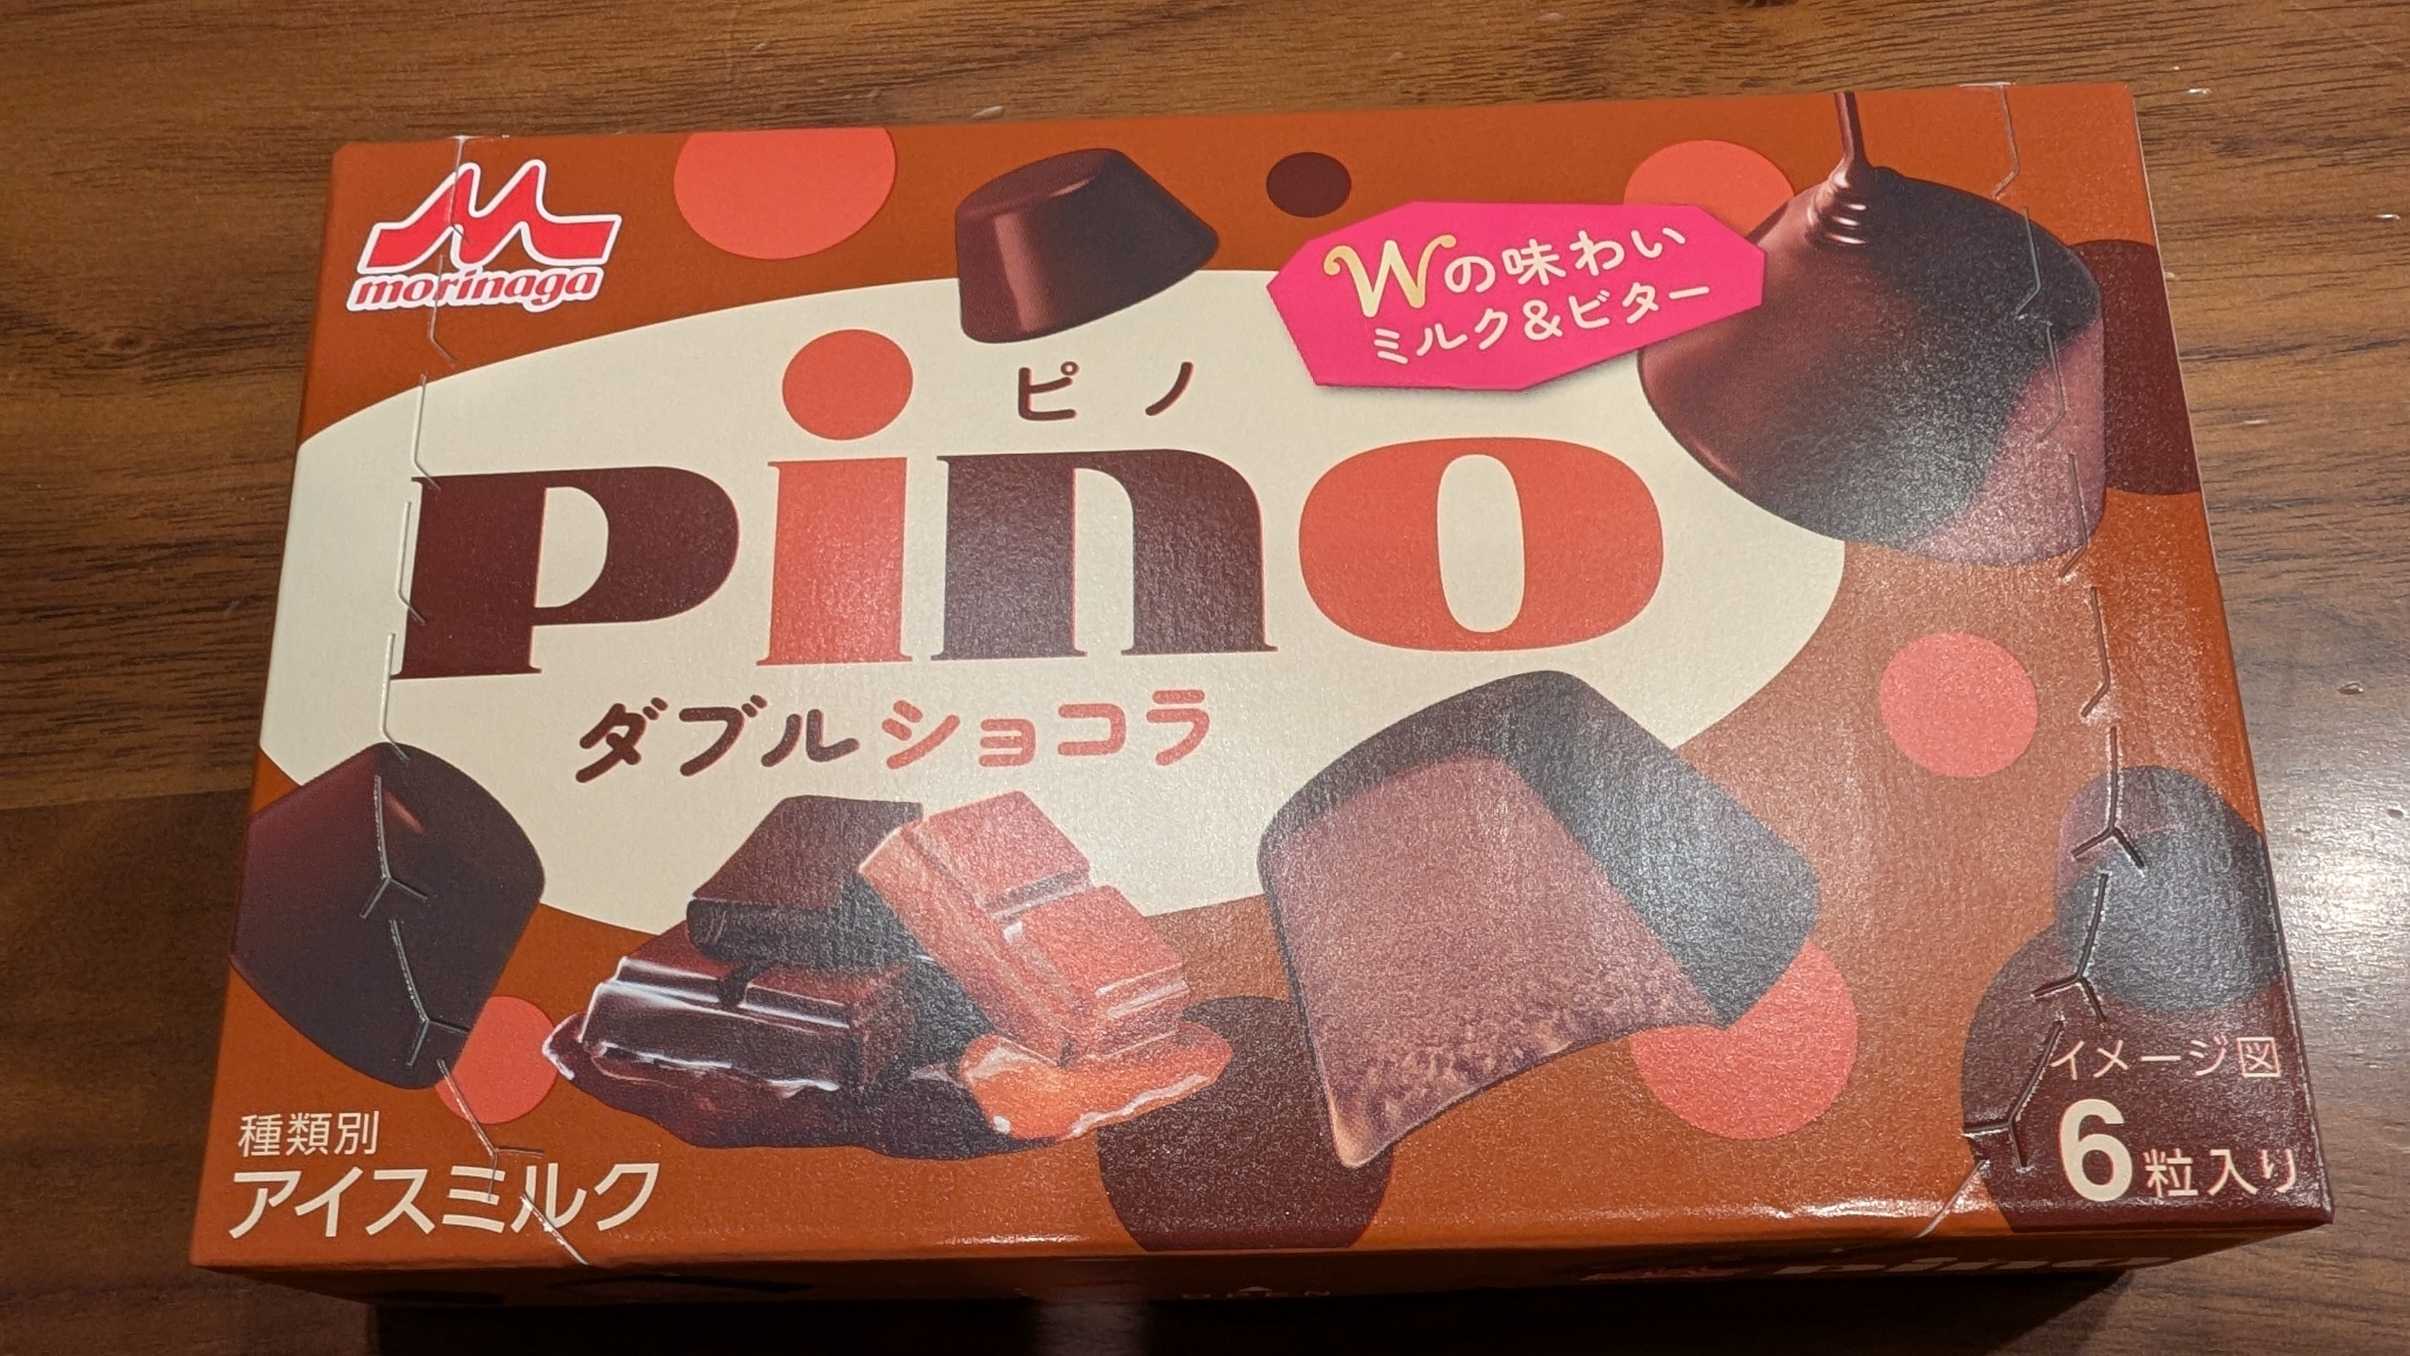 morinaga
Wの味わい
ミルク&ビター
ピノ
pino
ダブルショコラ
種類別
アイスミルク
イメージ図
6粒入り